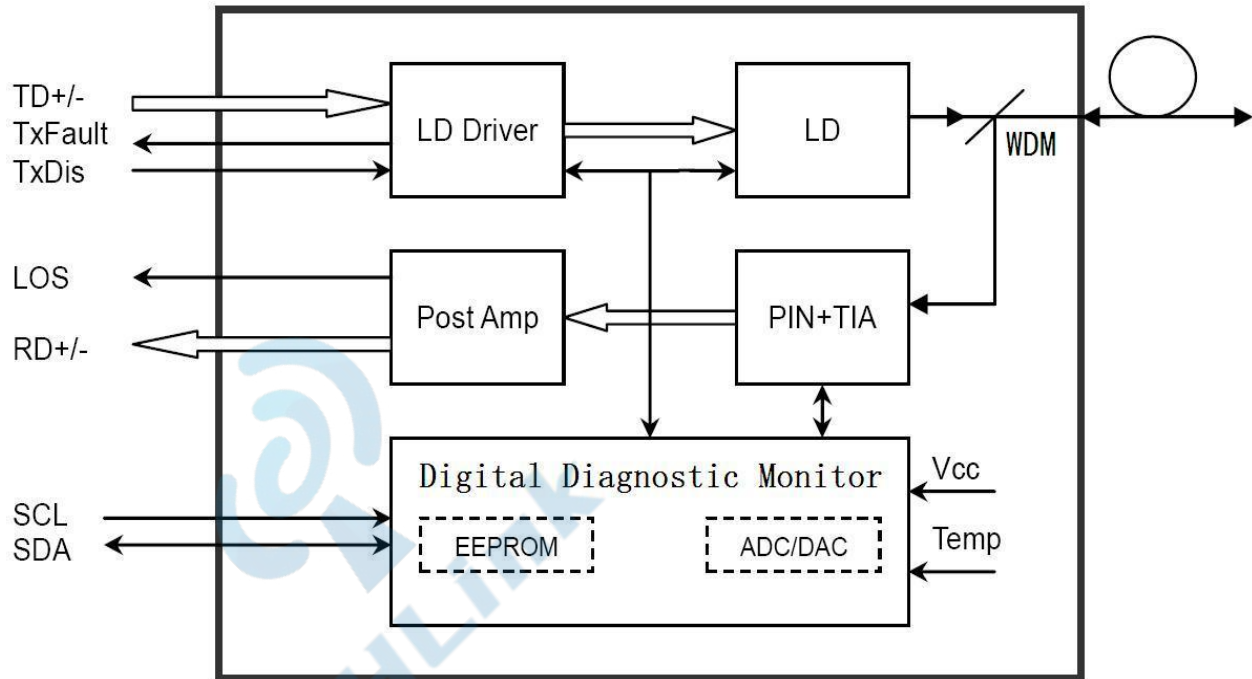 TD+/-
TxFault
TxDis
LD Driver
LD
WDM
LOS
RD+/-
Post Amp
PIN+TIA
Digital Diagnostic Monitor
EEPROM
ADC/DAC
SCL
SDA
Vcc
Temp